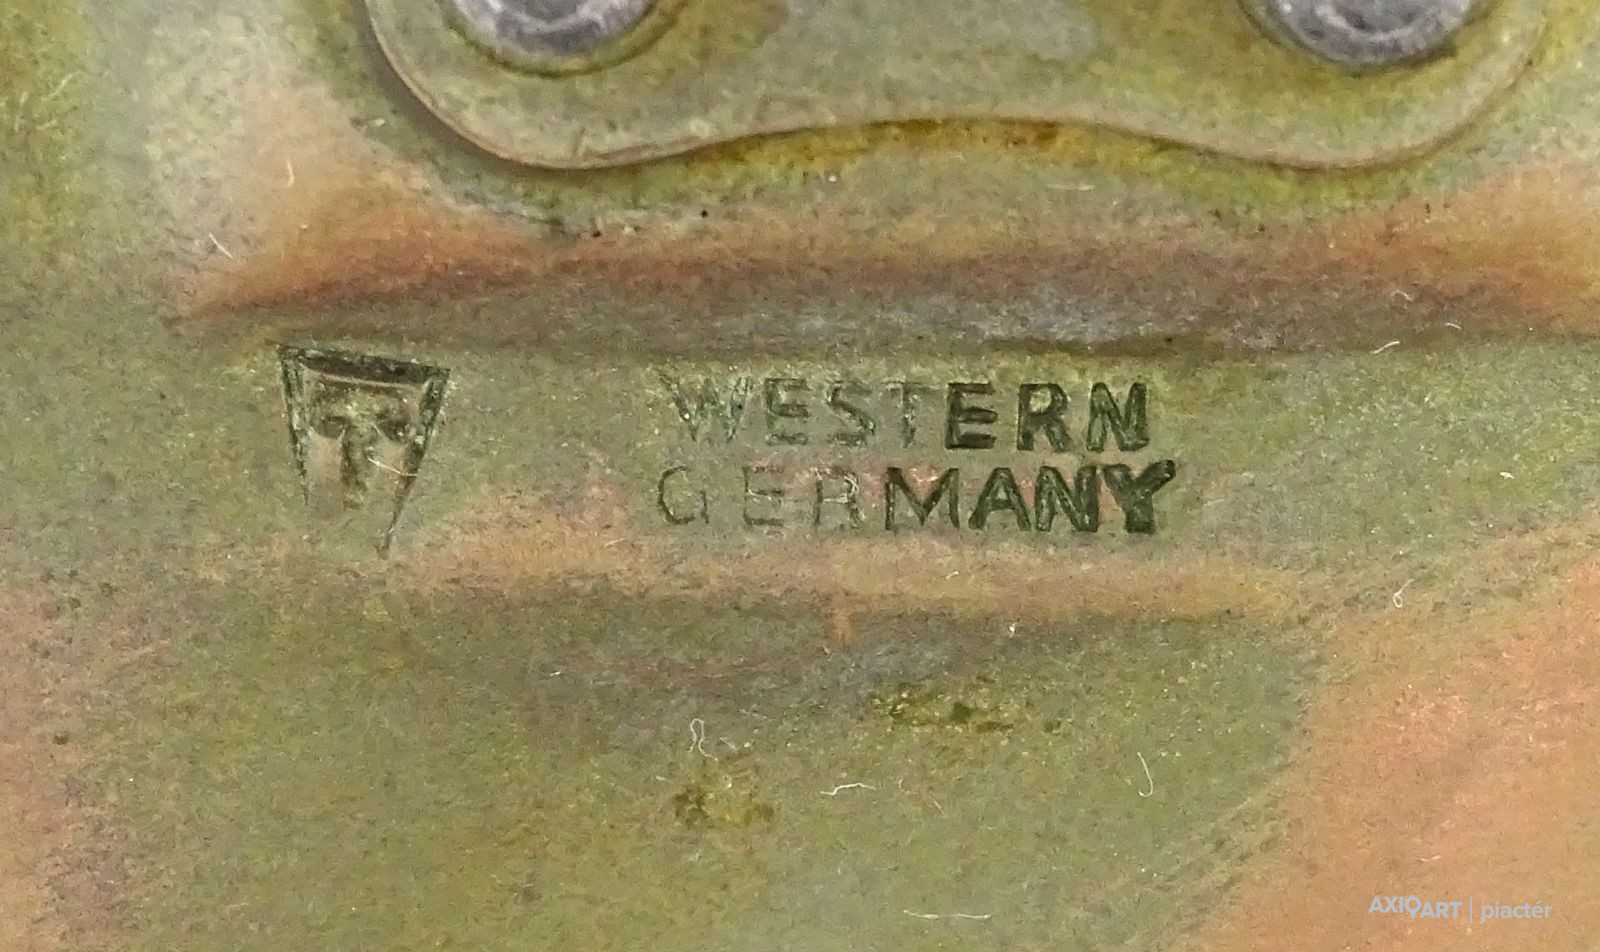 WESTERN
GERMANY
AXIOART | piactér